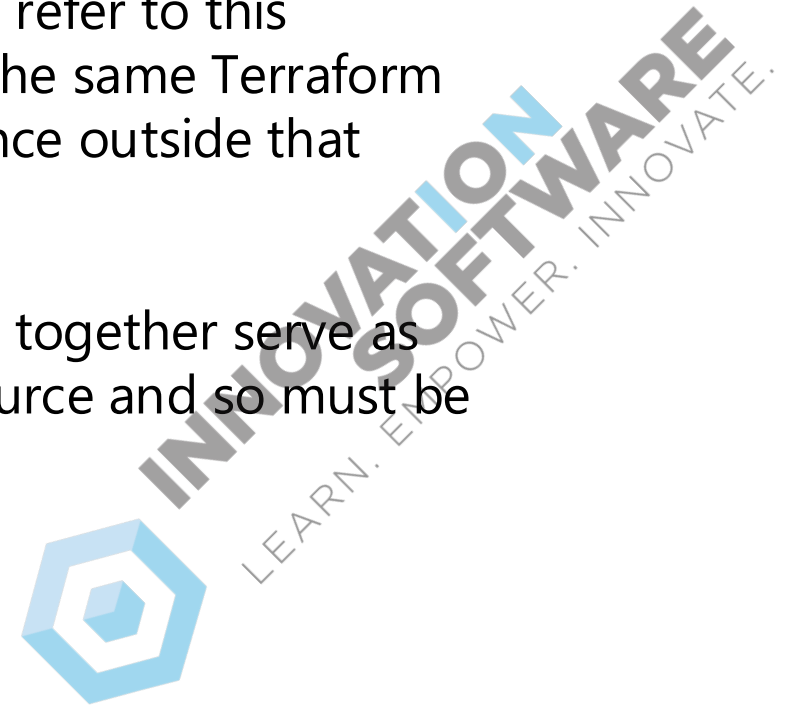 refer to this
he same Terraform
nce outside that
together serve as
urce and so must be
INNOVATION
SOFTWARE
LEARN. EMPOWER. INNOVATE.